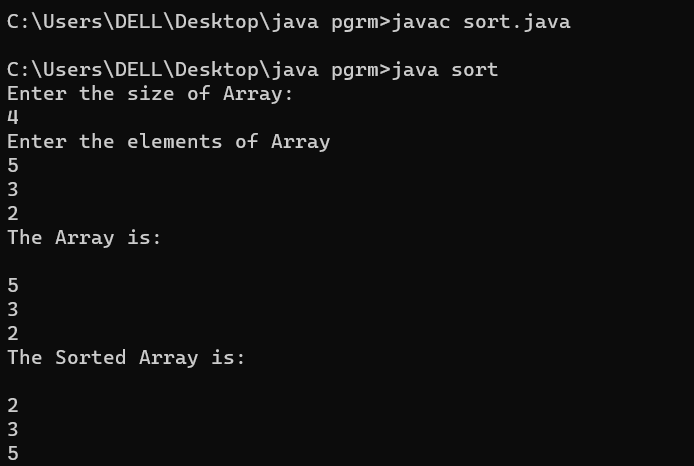 C:\Users\DELL\Desktop\java pgrm>javac sort.java
C:\Users\DELL\Desktop\java pgrm>java sort
Enter the size of Array:
4
Enter the elements of Array
5
3
2
The Array is:
5
3
2
The Sorted Array is:
2
3
5